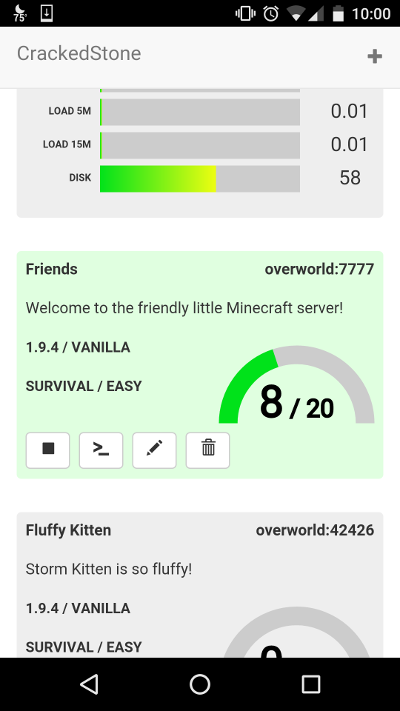 75°
10:00
CrackedStone
LOAD 5M 0.01
LOAD 15M 0.01
DISK 58
Friends overworld:7777
Welcome to the friendly little Minecraft server!
1.9.4 / VANILLA
SURVIVAL / EASY
8 / 20
Fluffy Kitten overworld:42426
Storm Kitten is so fluffy!
1.9.4 / VANILLA
SURVIVAL / EASY